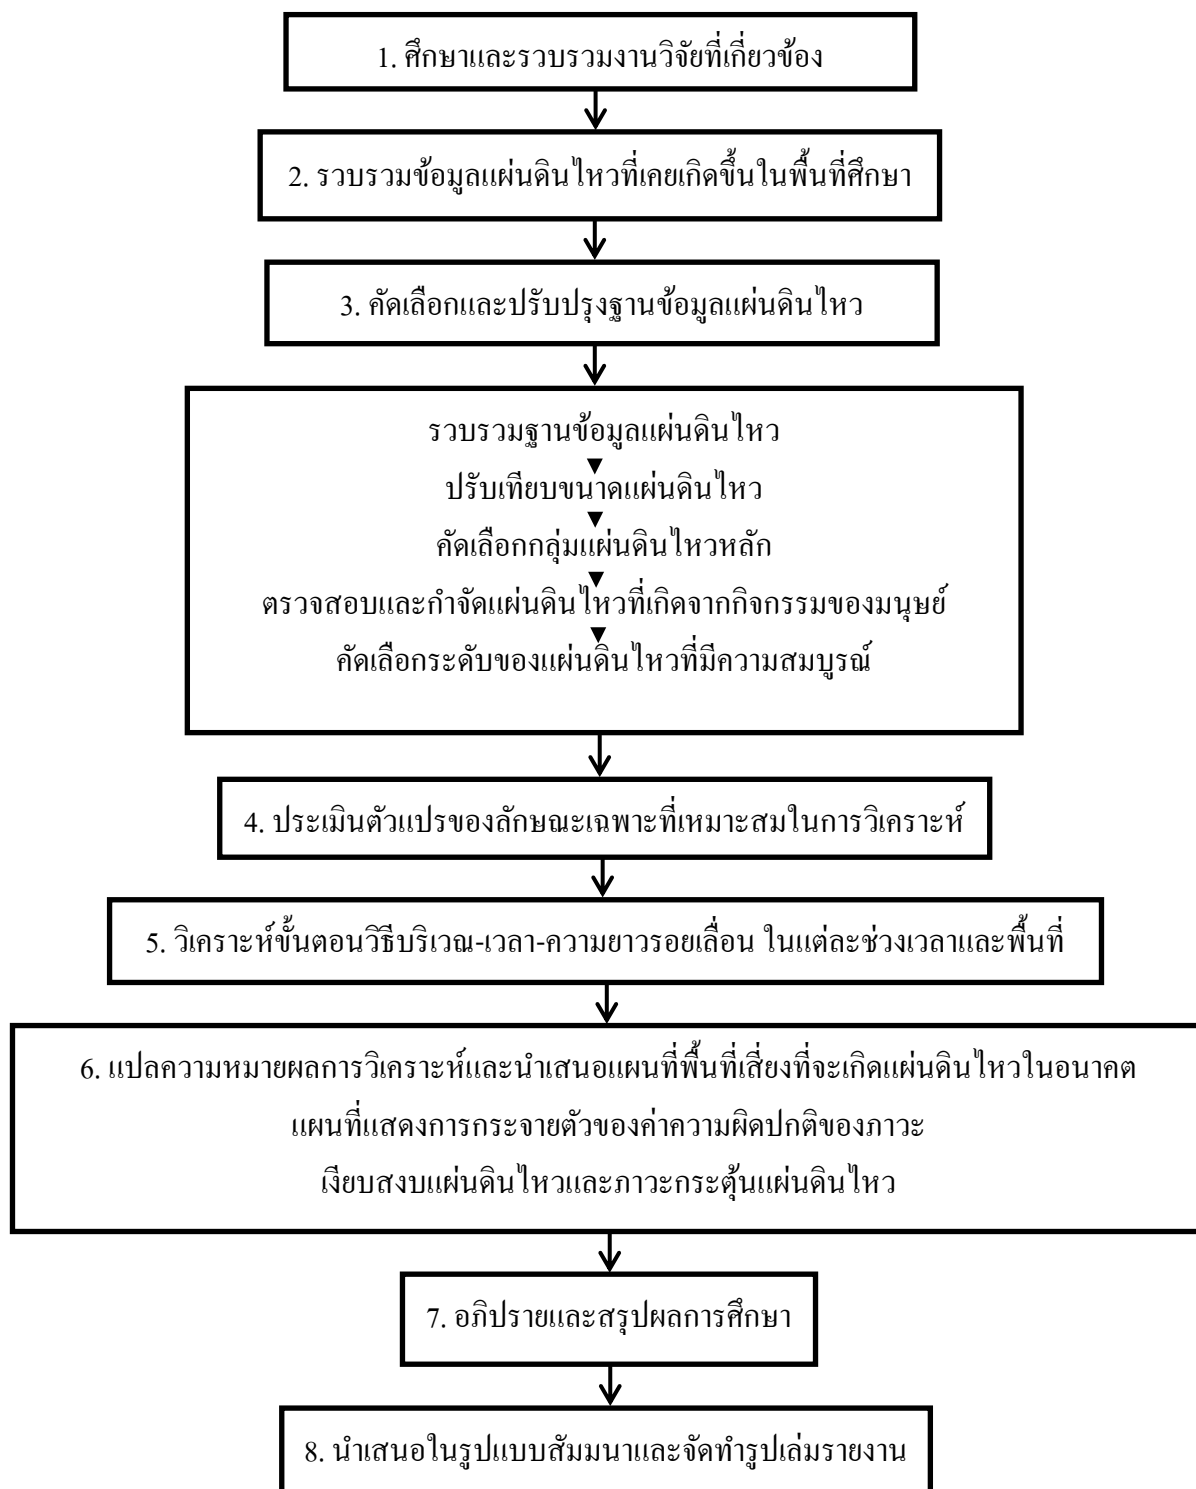 1. ศึกษาและรวบรวมงานวิจัยที่เกี่ยวข้อง
2. รวบรวมข้อมูลแผ่นดินไหวที่เคยเกิดขึ้นในพื้นที่ศึกษา
3. คัดเลือกและปรับปรุงฐานข้อมูลแผ่นดินไหว
รวบรวมฐานข้อมูลแผ่นดินไหว
ปรับเทียบขนาดแผ่นดินไหว
คัดเลือกกลุ่มแผ่นดินไหวหลัก
ตรวจสอบและกำจัดแผ่นดินไหวที่เกิดจากกิจกรรมของมนุษย์
คัดเลือกระดับของแผ่นดินไหวที่มีความสมบูรณ์
4. ประเมินตัวแปรของลักษณะเฉพาะที่เหมาะสมในการวิเคราะห์
5. วิเคราะห์ขั้นตอนวิธีบริเวณ-เวลา-ความยาวรอยเลื่อน ในแต่ละช่วงเวลาและพื้นที่
6. แปลความหมายผลการวิเคราะห์และนำเสนอแผนที่พื้นที่เสี่ยงที่จะเกิดแผ่นดินไหวในอนาคต
แผนที่แสดงการกระจายตัวของค่าความผิดปกติของภาวะ
เงียบสงบแผ่นดินไหวและภาวะกระตุ้นแผ่นดินไหว
7. อภิปรายและสรุปผลการศึกษา
8. นำเสนอในรูปแบบสัมมนาและจัดทำรูปเล่มรายงาน